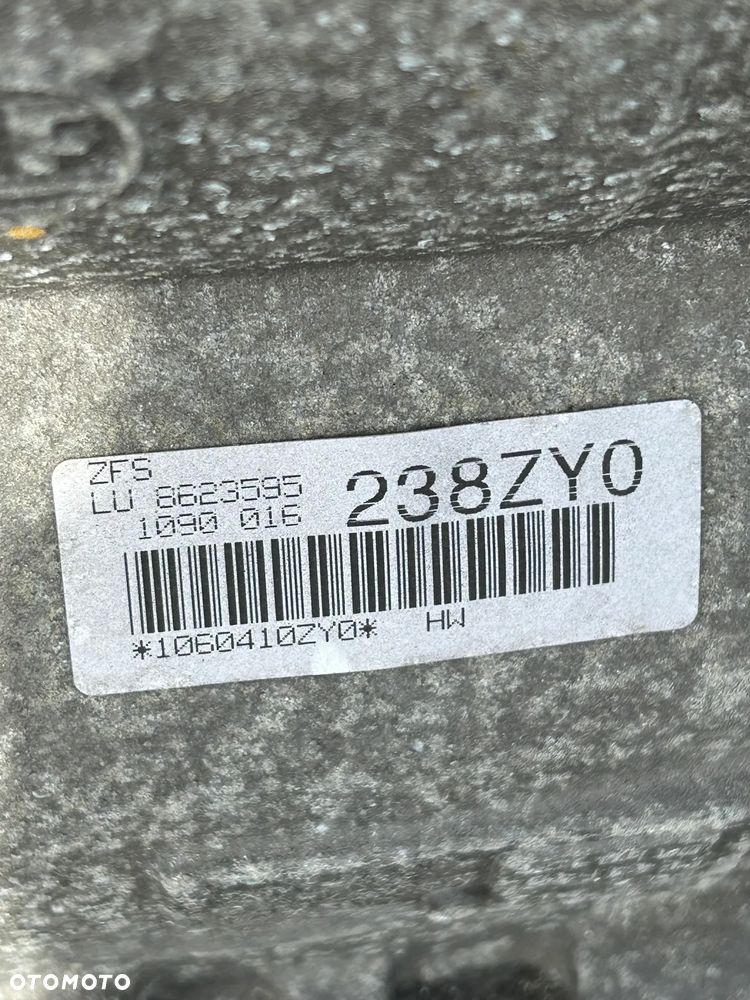 ZFS
LU 8623595 238ZY0
1090 016
*1060410ZY0* HW
OTOMOTO